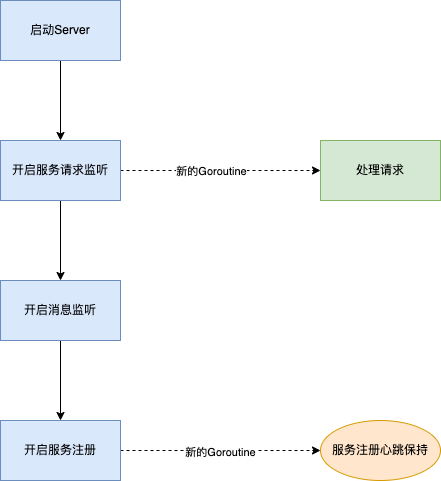 启动Server
开启服务请求监听
新的Goroutine
处理请求
开启消息监听
开启服务注册
新的Goroutine
服务注册心跳保持